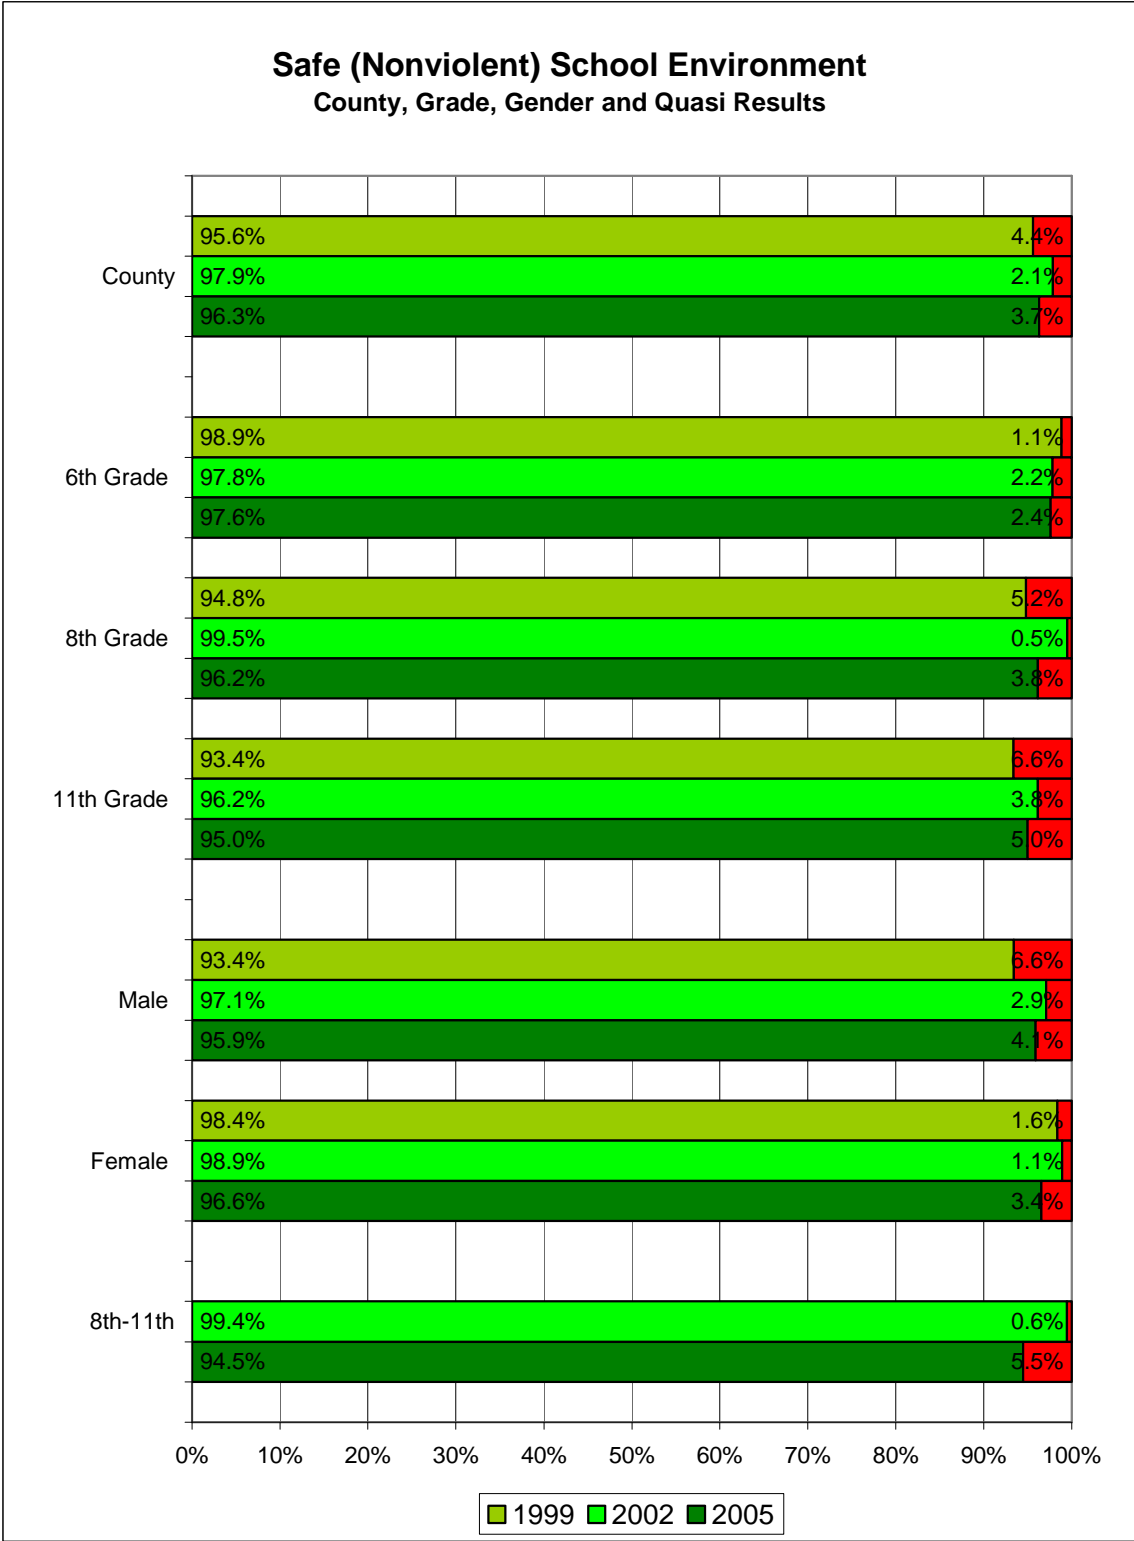 Safe (Nonviolent) School Environment
County, Grade, Gender and Quasi Results
95.6% 4.4%
County 97.9% 2.1%
96.3% 3.7%
98.9% 1.1%
6th Grade 97.8% 2.2%
97.6% 2.4%
94.8% 5.2%
8th Grade 99.5% 0.5%
96.2% 3.8%
93.4% 6.6%
11th Grade 96.2% 3.8%
95.0% 5.0%
93.4% 6.6%
Male 97.1% 2.9%
95.9% 4.1%
98.4% 1.6%
Female 98.9% 1.1%
96.6% 3.4%
8th-11th 99.4% 0.6%
94.5% 5.5%
0% 10% 20% 30% 40% 50% 60% 70% 80% 90% 100%
1999 2002 2005